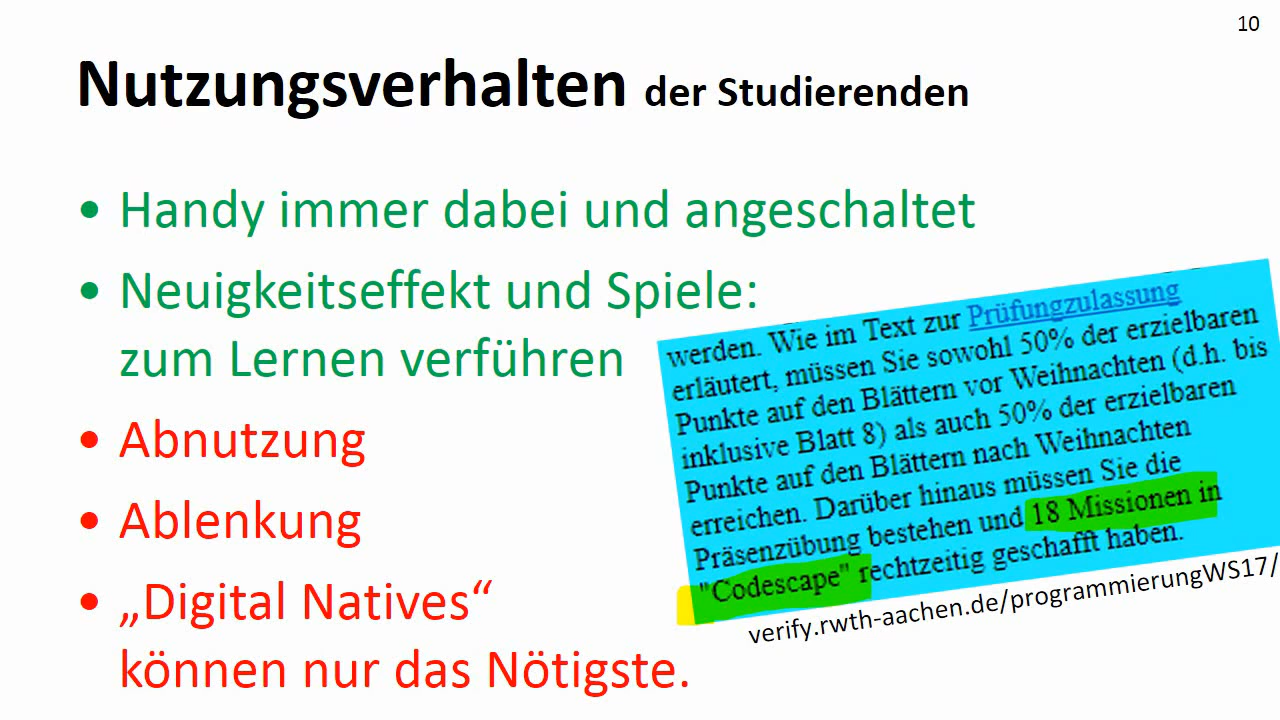 10
Nutzungsverhalten der Studierenden
• Handy immer dabei und angeschaltet
• Neuigkeitseffekt und Spiele:
zum Lernen verführen
• Abnutzung
• Ablenkung
• „Digital Natives“
können nur das Nötigste.
werden. Wie im Text zur Prüfungzulassung
erläutert, müssen Sie sowohl 50% der erzielbaren
Punkte auf den Blättern vor Weihnachten (d.h. bis
inklusive Blatt 8) als auch 50% der erzielbaren
Punkte auf den Blättern nach Weihnachten
erreichen. Darüber hinaus müssen Sie die
Präsenzübung bestehen und 18 Missionen in
"Codescape" rechtzeitig geschafft haben.
verify.rwth-aachen.de/programmierungWS17/